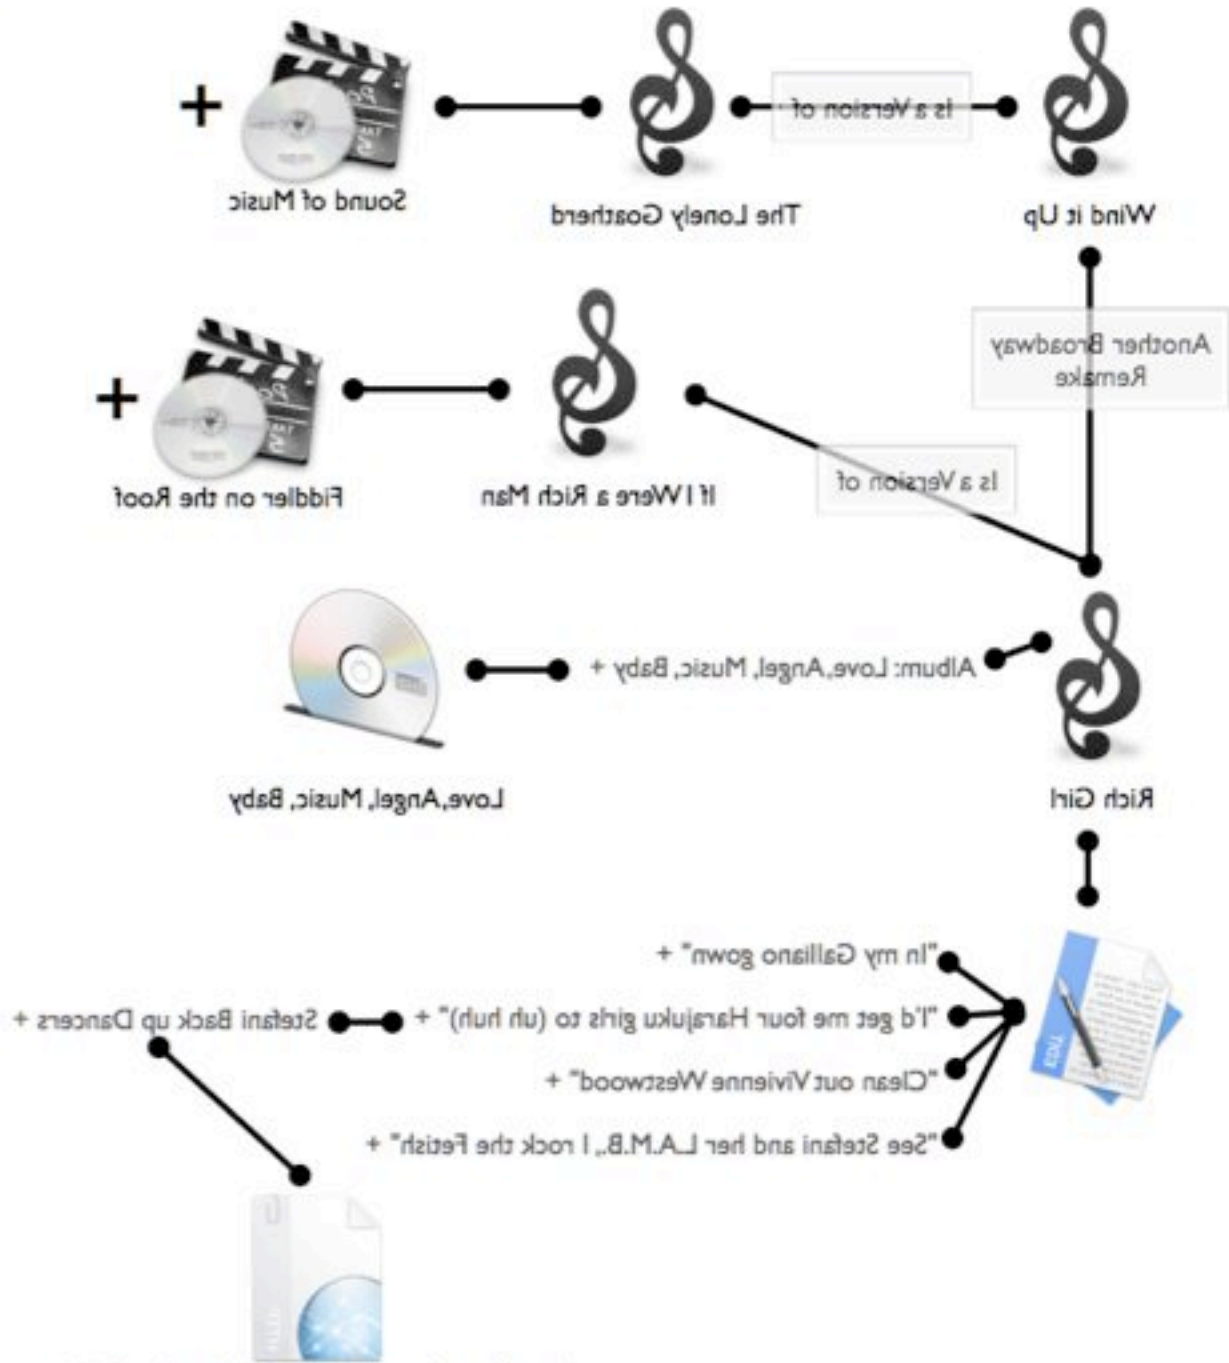 Wind it Up
Is a Version of
The Lonely Goatherd
Sound of Music
+
Another Broadway
Remake
Is a Version of
If I Were a Rich Man
Fiddler on the Roof
+
Rich Girl
Album: Love, Angel, Music, Baby +
Love, Angel, Music, Baby
"In my Galliano gown" +
"I'd get me four Harajuku girls to (uh huh)" +
Stefani Back up Dancers +
"Clean out Vivienne Westwood" +
"See Stefani and her L.A.M.B., I rock the Fetish" +